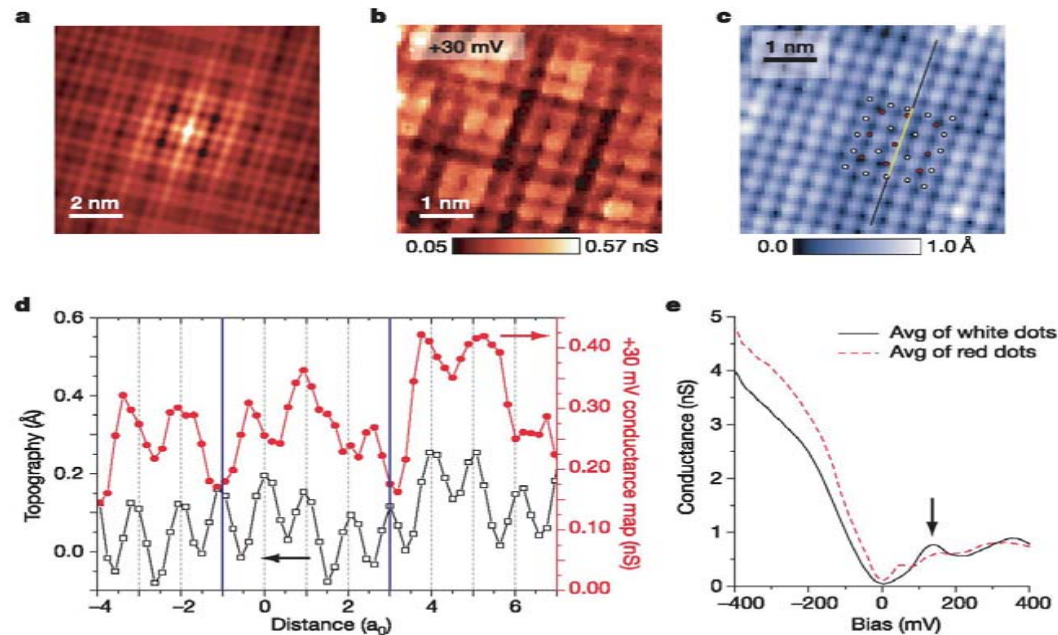 a
b
c
2 nm
+30 mV
1 nm
0.05
0.57 nS
1 nm
0.0
1.0 Å
d
0.6
0.4
0.2
0.0
Topography (Å)
−4
−2
0
2
4
6
Distance (a0)
0.40
0.30
0.20
0.10
0.00
+30 mV conductance map (nS)
e
5
4
3
2
1
0
Conductance (nS)
Avg of white dots
Avg of red dots
−400
−200
0
200
400
Bias (mV)